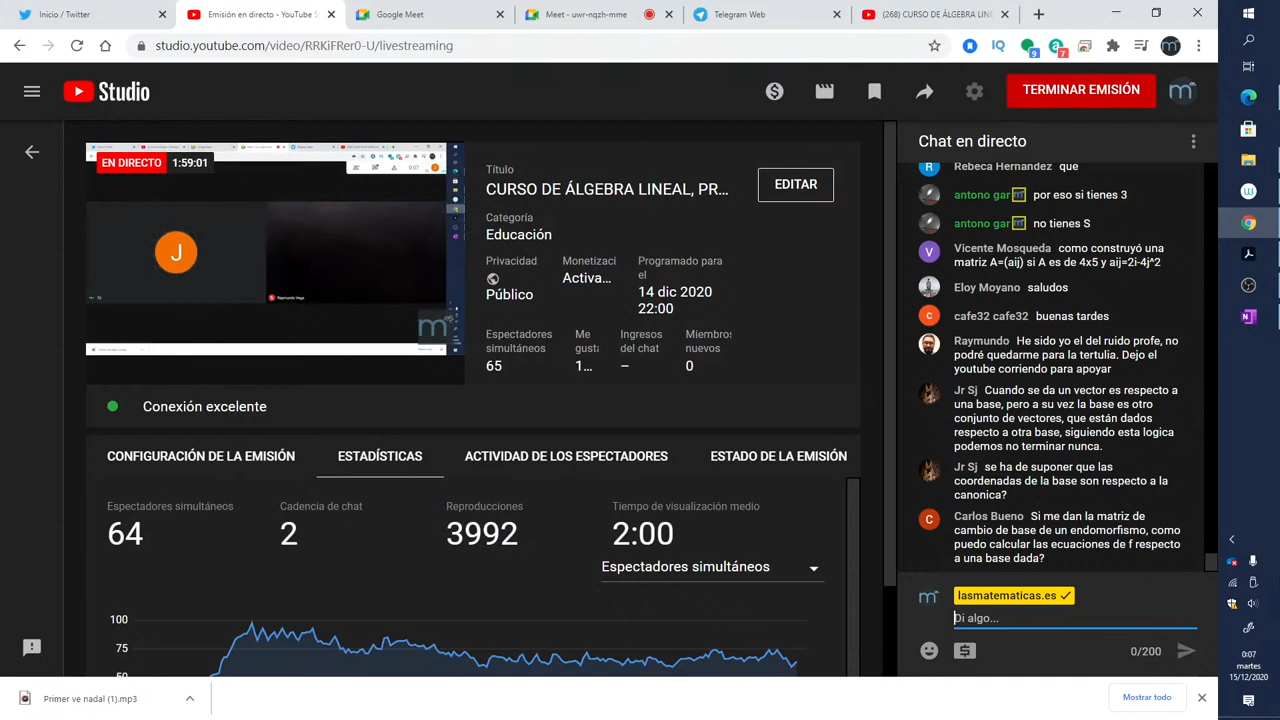 Inicio / Twitter
Emisión en directo - YouTube S
Google Meet
Meet - uwr-nqzh-mme
Telegram Web
(268) CURSO DE ÁLGEBRA LINE
studio.youtube.com/video/RRKiFRer0-U/livestreaming
9
7
Studio
TERMINAR EMISIÓN
EN DIRECTO 1:59:01
J
Raymundo Vega
Título
CURSO DE ÁLGEBRA LINEAL, PR...
EDITAR
Categoría
Educación
Privacidad
Público
Monetizaci
Activa...
Programado para
el
14 dic 2020
22:00
Espectadores
simultáneos
65
Me
gusta
1...
Ingresos
del chat
–
Miembros
nuevos
0
Conexión excelente
CONFIGURACIÓN DE LA EMISIÓN
ESTADÍSTICAS
ACTIVIDAD DE LOS ESPECTADORES
ESTADO DE LA EMISIÓN
Espectadores simultáneos
64
Cadencia de chat
2
Reproducciones
3992
Tiempo de visualización medio
2:00
Espectadores simultáneos
100
75
50
Chat en directo
R Rebeca Hernandez que
antono gar por eso si tienes 3
antono gar no tienes S
V Vicente Mosqueda como construyó una
matriz A=(aij) si A es de 4x5 y aij=2i-4j^2
Eloy Moyano saludos
C cafe32 cafe32 buenas tardes
Raymundo He sido yo el del ruido profe, no
podré quedarme para la tertulia. Dejo el
youtube corriendo para apoyar
Jr Sj Cuando se da un vector es respecto a
una base, pero a su vez la base es otro
conjunto de vectores, que están dados
respecto a otra base, siguiendo esta logica
podemos no terminar nunca.
Jr Sj se ha de suponer que las
coordenadas de la base son respecto a la
canonica?
C Carlos Bueno Si me dan la matriz de
cambio de base de un endomorfismo, como
puedo calcular las ecuaciones de f respecto
a una base dada?
lasmatematicas.es
Di algo...
0/200
Primer ve nadal (1).mp3
Mostrar todo
0:07
martes
15/12/2020